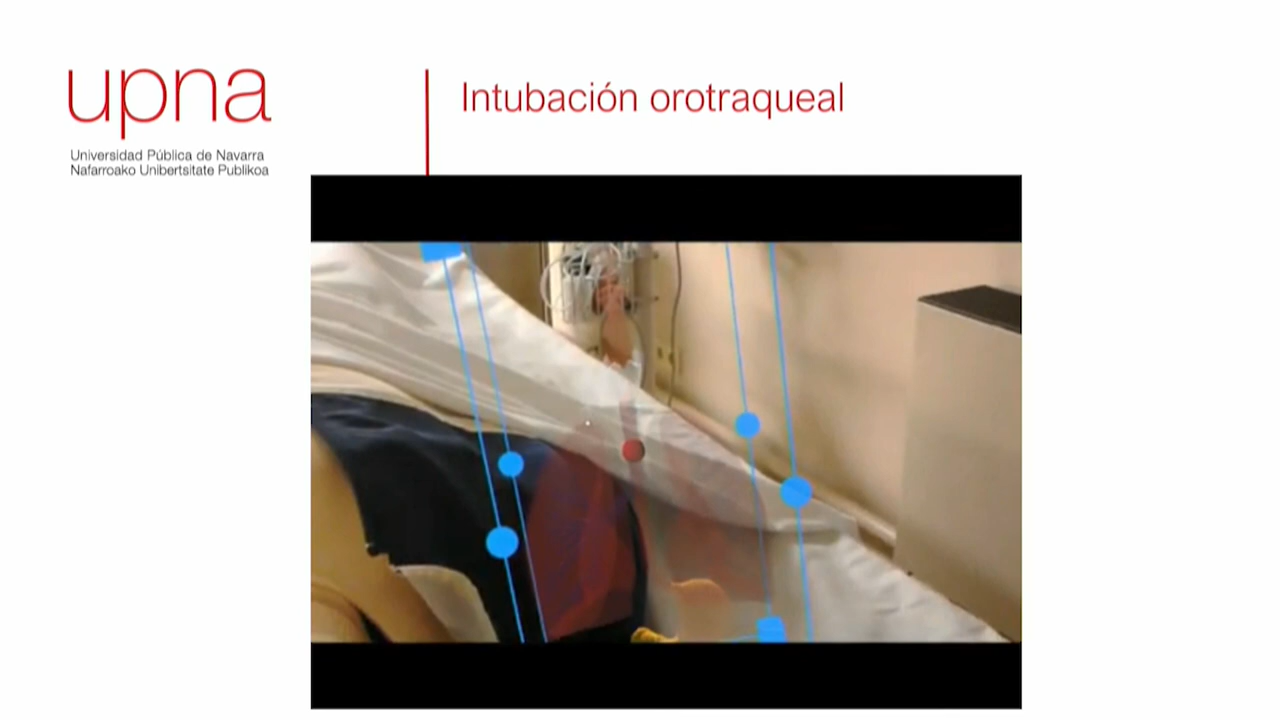 upna
Universidad Pública de Navarra
Nafarroako Unibertsitate Publikoa
Intubación orotraqueal